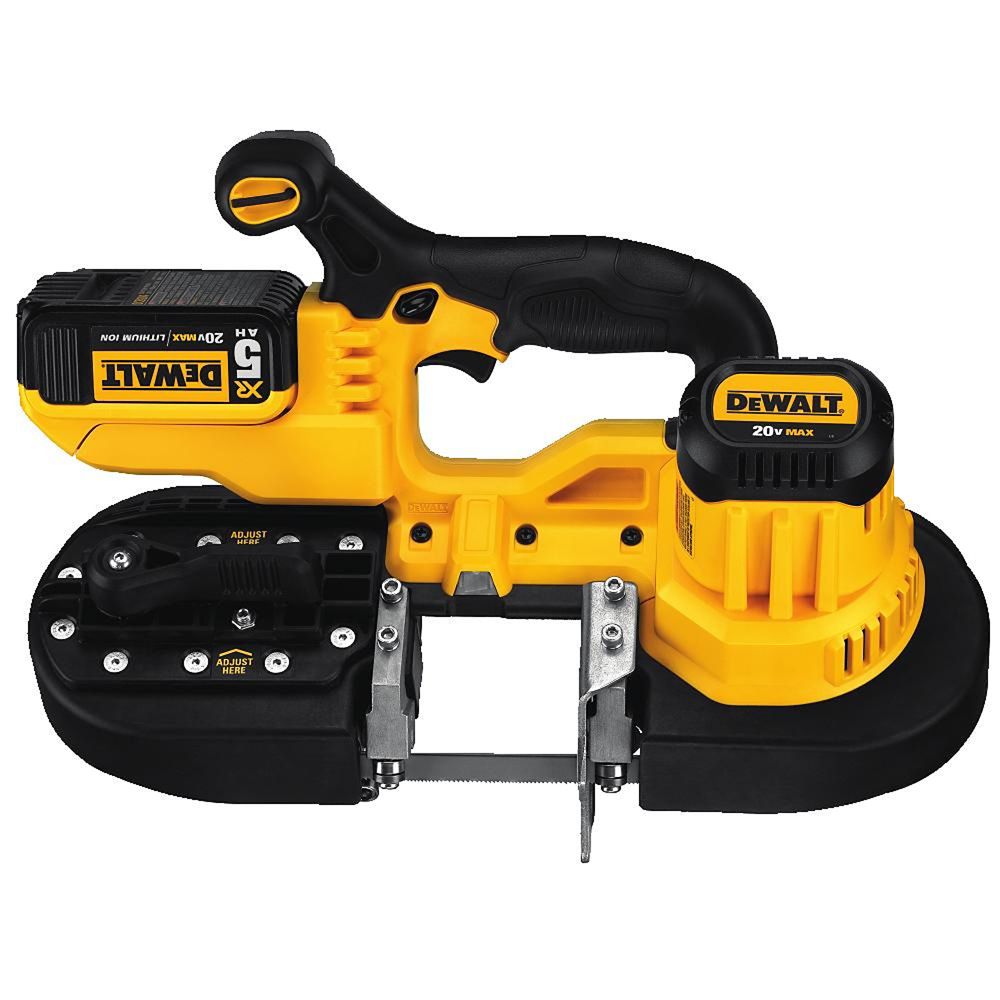 XR
5
AH
20V MAX / LITHIUM ION
DEWALT
DEWALT®
20V MAX
DEWALT
ADJUST
HERE
ADJUST
HERE